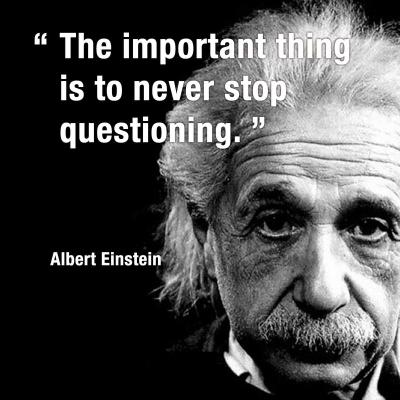 “ The important thing
is to never stop
questioning. ”
Albert Einstein